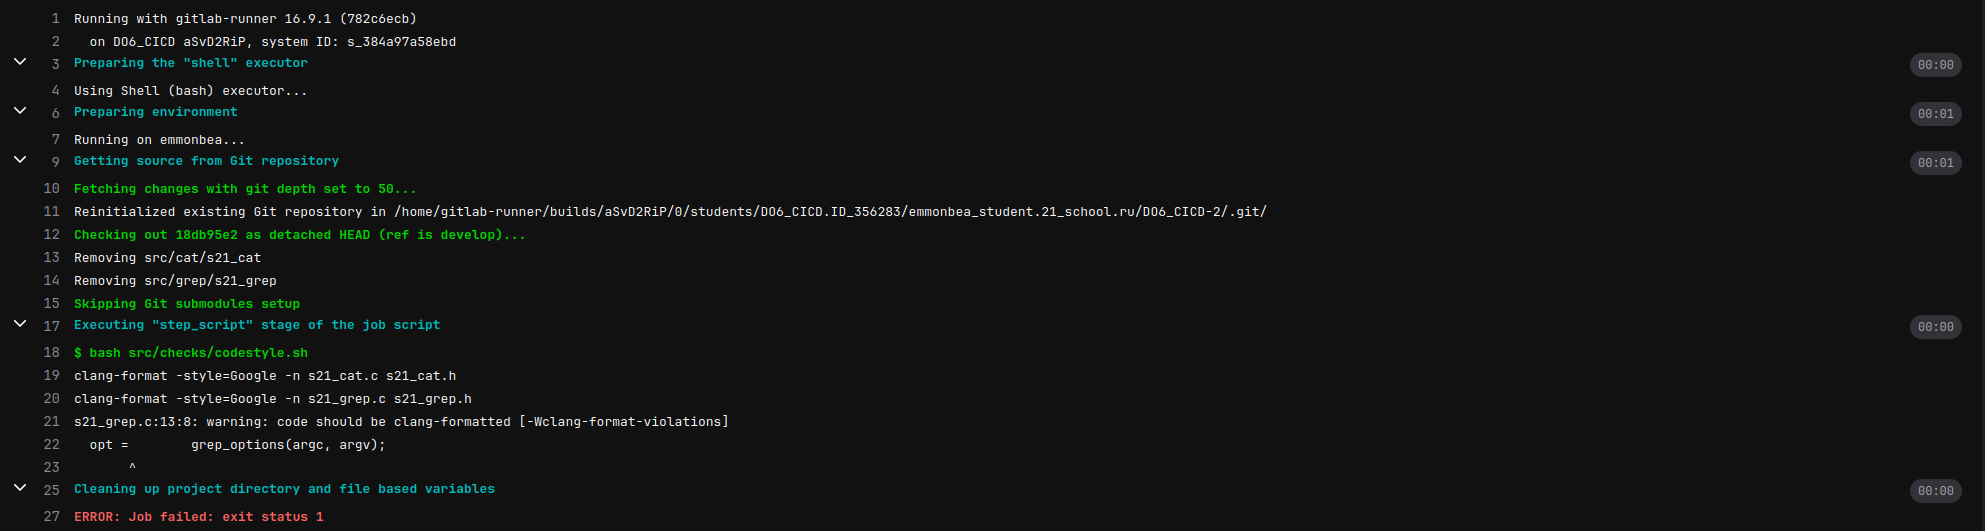 1 Running with gitlab-runner 16.9.1 (782c6ecb)
2   on DO6_CICD aSvD2RiP, system ID: s_384a97a58ebd
3 Preparing the "shell" executor 00:00
4 Using Shell (bash) executor...
6 Preparing environment 00:01
7 Running on emmonbea...
9 Getting source from Git repository 00:01
10 Fetching changes with git depth set to 50...
11 Reinitialized existing Git repository in /home/gitlab-runner/builds/aSvD2RiP/0/students/DO6_CICD.ID_356283/emmonbea_student.21_school.ru/DO6_CICD-2/.git/
12 Checking out 18db95e2 as detached HEAD (ref is develop)...
13 Removing src/cat/s21_cat
14 Removing src/grep/s21_grep
15 Skipping Git submodules setup
17 Executing "step_script" stage of the job script 00:00
18 $ bash src/checks/codestyle.sh
19 clang-format -style=Google -n s21_cat.c s21_cat.h
20 clang-format -style=Google -n s21_grep.c s21_grep.h
21 s21_grep.c:13:8: warning: code should be clang-formatted [-Wclang-format-violations]
22   opt =        grep_options(argc, argv);
23        ^
25 Cleaning up project directory and file based variables 00:00
27 ERROR: Job failed: exit status 1